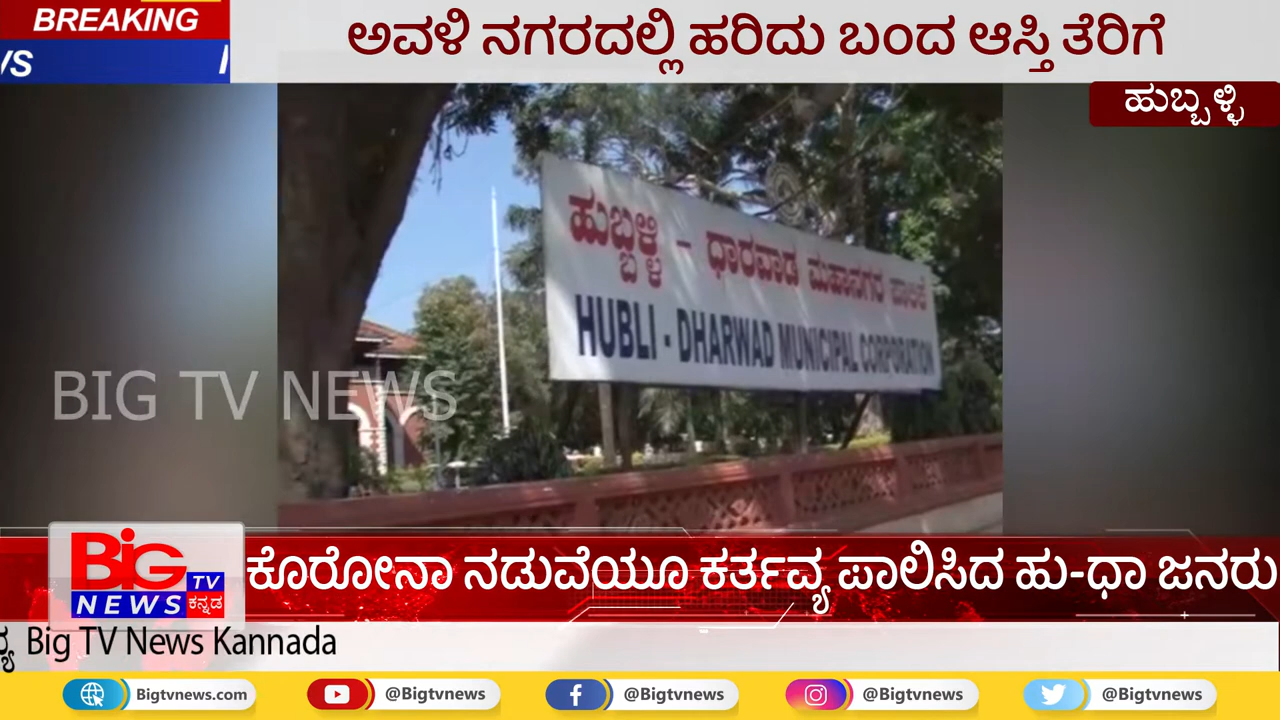 BREAKING
ಅವಳಿ ನಗರದಲ್ಲಿ ಹರಿದು ಬಂದ ಆಸ್ತಿ ತೆರಿಗೆ
ಹುಬ್ಬಳ್ಳಿ
ಹುಬ್ಬಳ್ಳಿ - ಧಾರವಾಡ ಮಹಾನಗರ ಪಾಲಿಕೆ
HUBLI - DHARWAD MUNICIPAL CORPORATION
BIG TV NEWS
BIG TV NEWS ಕನ್ನಡ
ಕೊರೋನಾ ನಡುವೆಯೂ ಕರ್ತವ್ಯ ಪಾಲಿಸಿದ ಹು-ಧಾ ಜನರು
Big TV News Kannada
Bigtvnews.com @Bigtvnews @Bigtvnews @Bigtvnews @Bigtvnews